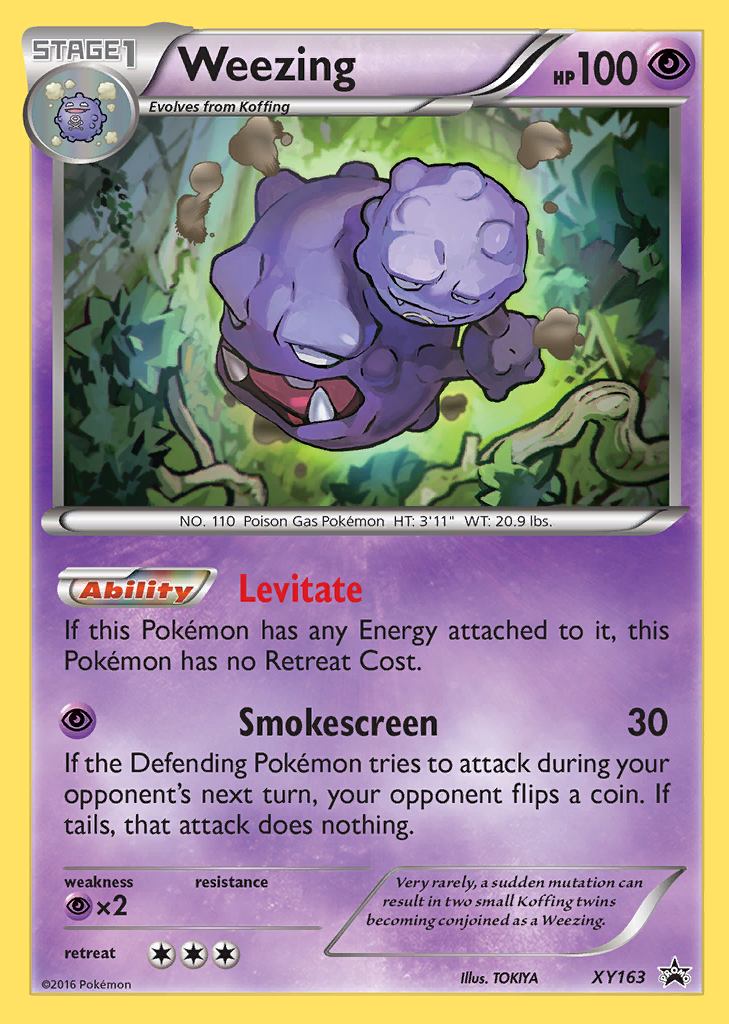 STAGE1
Weezing
HP100
Evolves from Koffing
NO. 110 Poison Gas Pokémon HT: 3'11" WT: 20.9 lbs.
Ability Levitate
If this Pokémon has any Energy attached to it, this
Pokémon has no Retreat Cost.
Smokescreen 30
If the Defending Pokémon tries to attack during your
opponent's next turn, your opponent flips a coin. If
tails, that attack does nothing.
weakness resistance
×2
Very rarely, a sudden mutation can
result in two small Koffing twins
becoming conjoined as a Weezing.
retreat
©2016 Pokémon
Illus. TOKIYA
XY163
PROMO